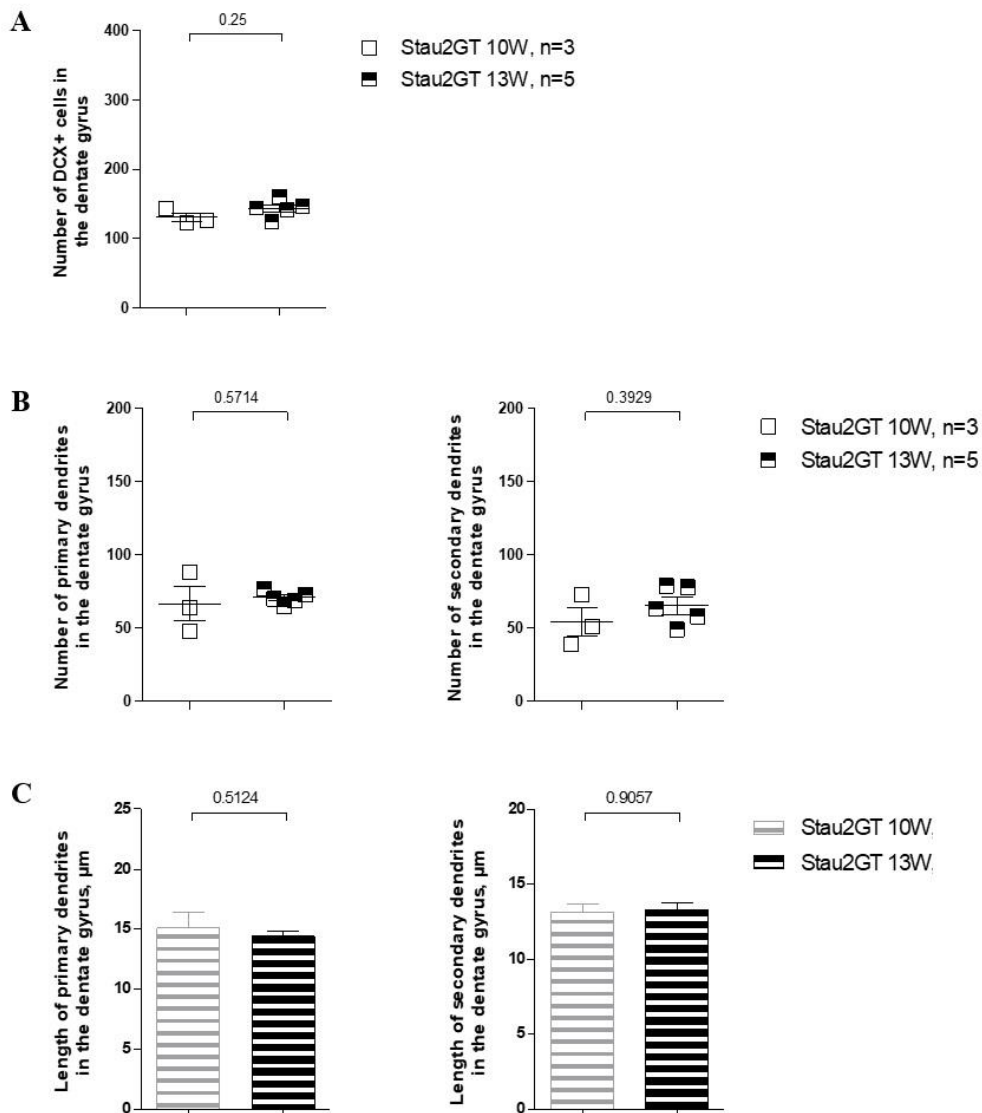 A
0.25
400
300
200
100
0
Number of DCX+ cells in
the dentate gyrus
Stau2GT 10W, n=3
Stau2GT 13W, n=5
B
0.5714
200
150
100
50
0
Number of primary dendrites
in the dentate gyrus
0.3929
200
150
100
50
0
Number of secondary dendrites
in the dentate gyrus
Stau2GT 10W, n=3
Stau2GT 13W, n=5
C
0.5124
25
20
15
10
5
0
Length of primary dendrites
in the dentate gyrus, µm
0.9057
20
15
10
5
0
Length of secondary dendrites
in the dentate gyrus, µm
Stau2GT 10W,
Stau2GT 13W,